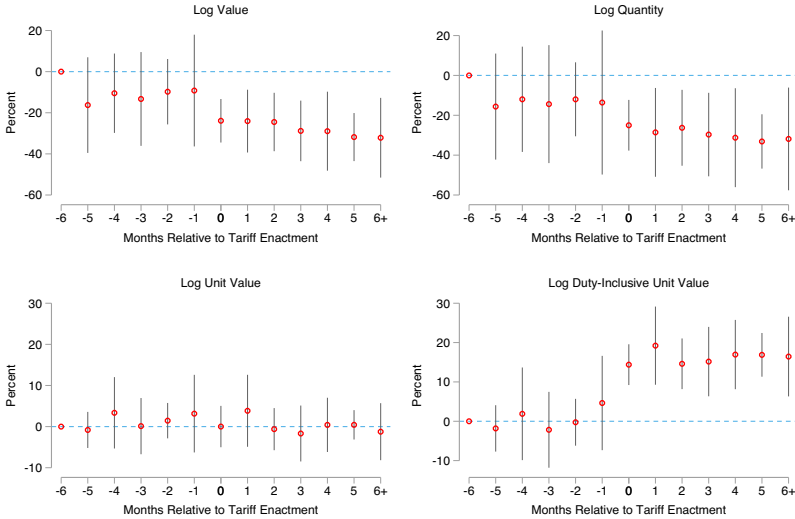 Log Value
Percent
20
0
-20
-40
-60
-6 -5 -4 -3 -2 -1 0 1 2 3 4 5 6+
Months Relative to Tariff Enactment
Log Quantity
Percent
20
0
-20
-40
-60
-6 -5 -4 -3 -2 -1 0 1 2 3 4 5 6+
Months Relative to Tariff Enactment
Log Unit Value
Percent
30
20
10
0
-10
-6 -5 -4 -3 -2 -1 0 1 2 3 4 5 6+
Months Relative to Tariff Enactment
Log Duty-Inclusive Unit Value
Percent
30
20
10
0
-10
-6 -5 -4 -3 -2 -1 0 1 2 3 4 5 6+
Months Relative to Tariff Enactment